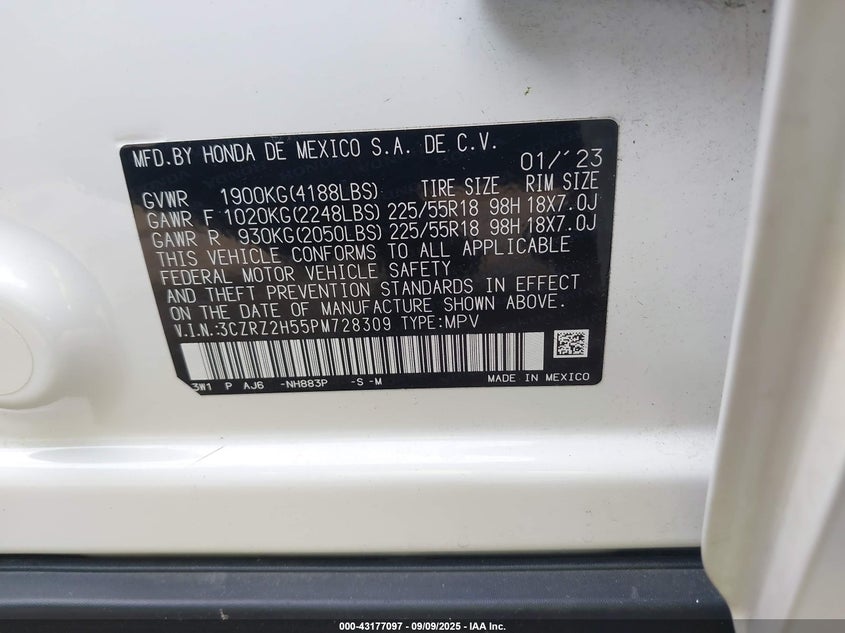 MFD.BY HONDA DE MEXICO S.A. DE C.V. 01/'23
GVWR 1900KG(4188LBS) TIRE SIZE RIM SIZE
GAWR F 1020KG(2248LBS) 225/55R18 98H 18X7.0J
GAWR R 930KG(2050LBS) 225/55R18 98H 18X7.0J
THIS VEHICLE CONFORMS TO ALL APPLICABLE
FEDERAL MOTOR VEHICLE SAFETY
AND THEFT PREVENTION STANDARDS IN EFFECT
ON THE DATE OF MANUFACTURE SHOWN ABOVE.
V.I.N.:3CZRZ2H55PM728309 TYPE:MPV
3W1 P AJ6 -NH883P -S -M MADE IN MEXICO
000-43177097 - 09/09/2025 - IAA Inc.